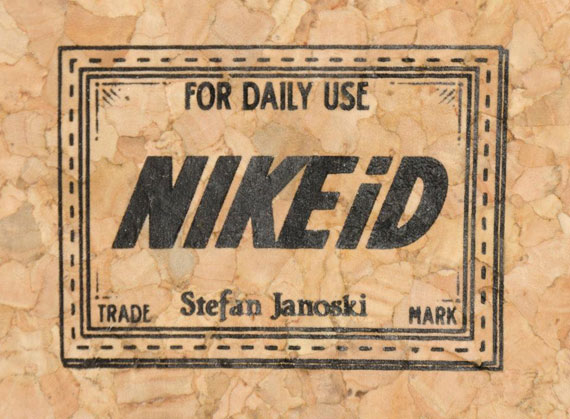 FOR DAILY USE
NIKEiD
Stefan Janoski
TRADE MARK